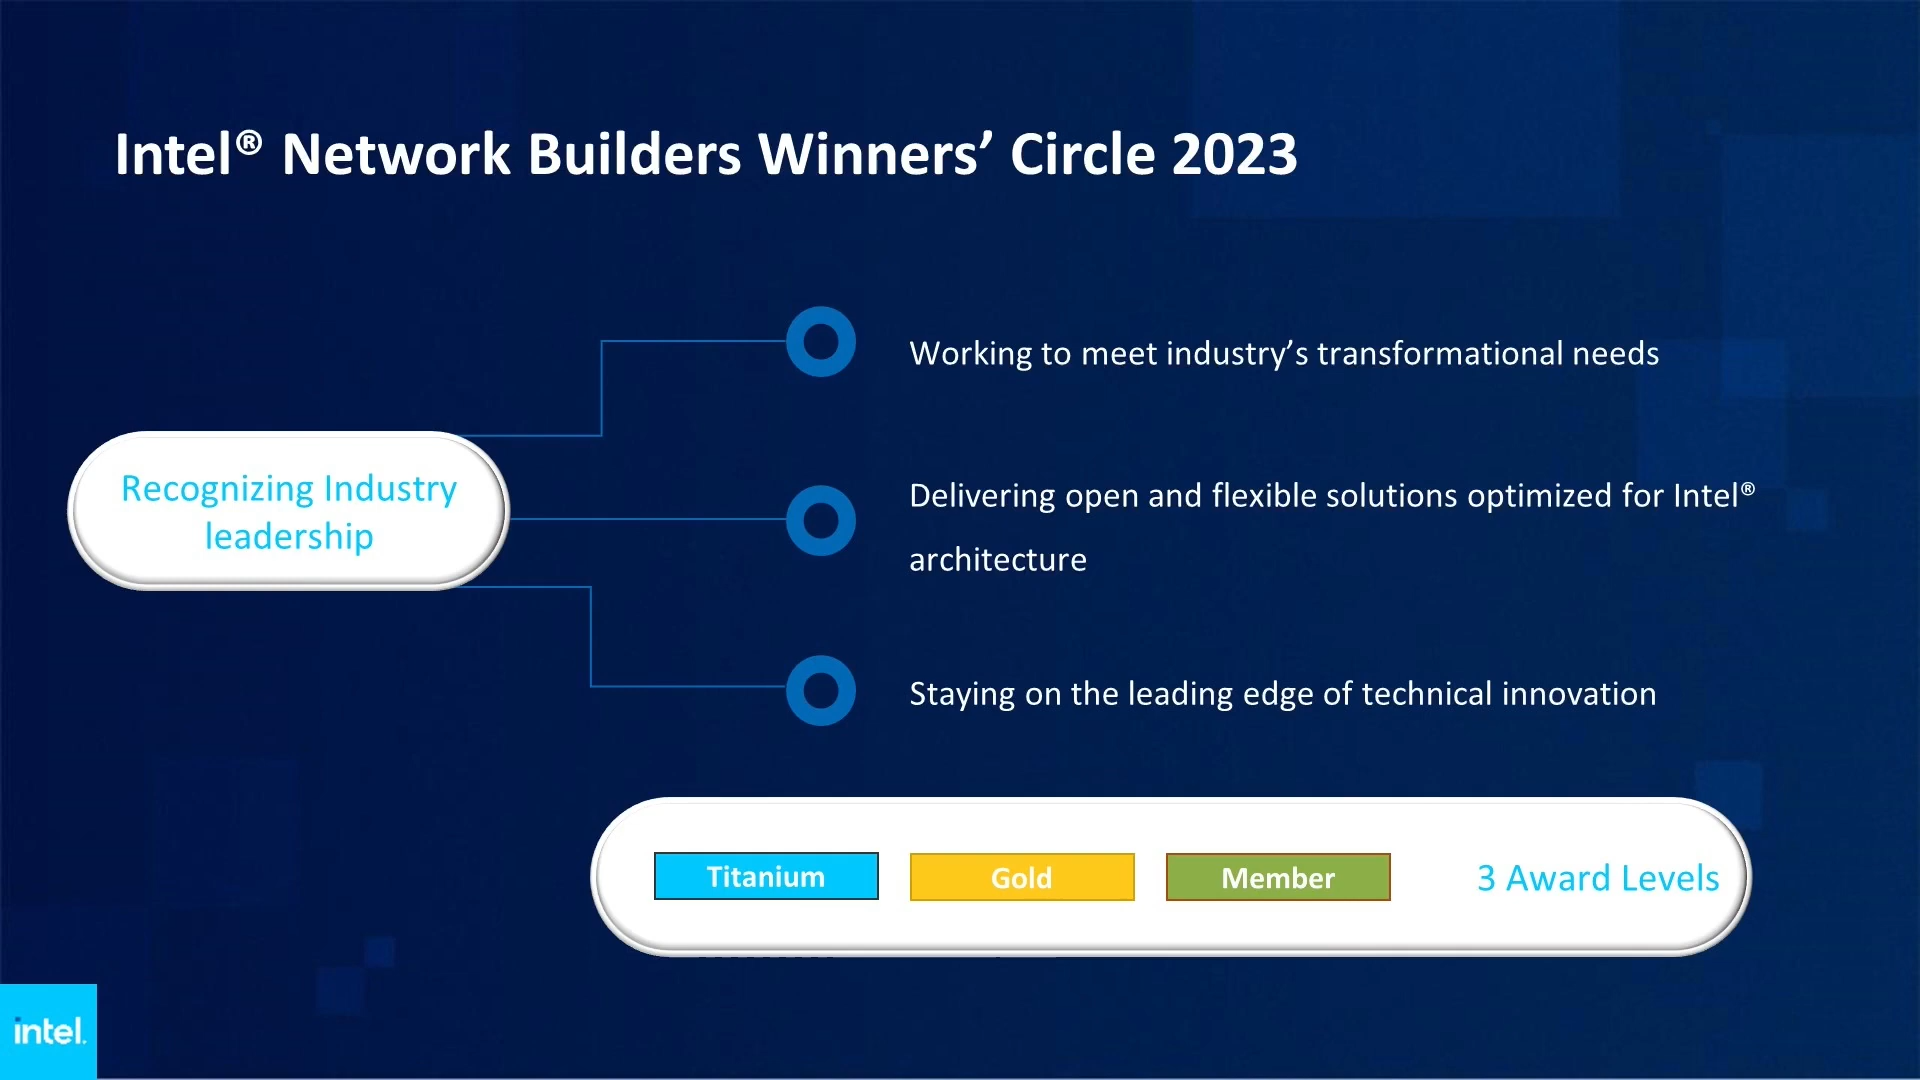 Intel® Network Builders Winners’ Circle 2023
Working to meet industry’s transformational needs
Recognizing Industry
leadership
Delivering open and flexible solutions optimized for Intel®
architecture
Staying on the leading edge of technical innovation
Titanium
Gold
Member
3 Award Levels
intel.